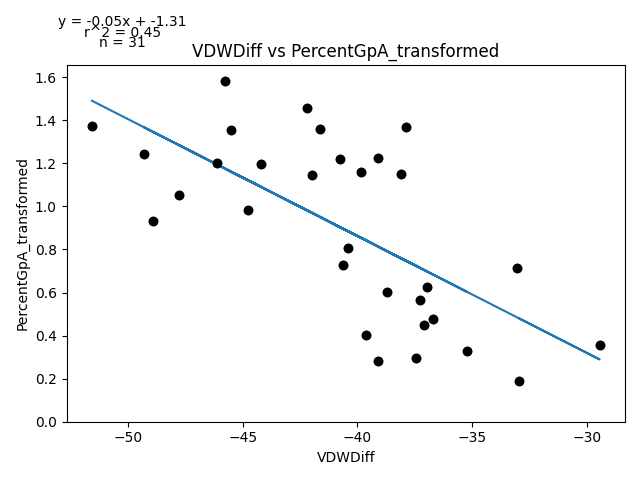 y = -0.05x + -1.31
r^2 = 0.45
n = 31
VDWDiff vs PercentGpA_transformed
PercentGpA_transformed
1.6
1.4
1.2
1.0
0.8
0.6
0.4
0.2
0.0
−50
−45
−40
−35
−30
VDWDiff